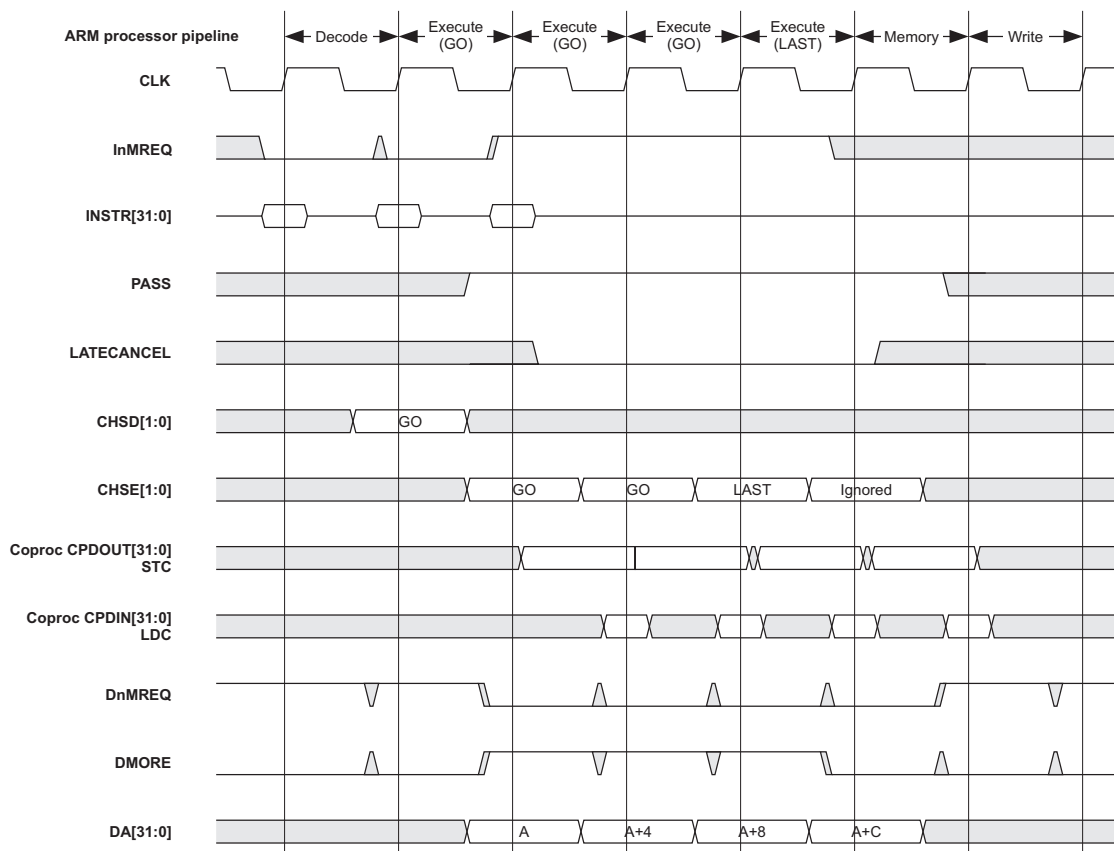 ARM processor pipeline
Decode
Execute
(GO)
Execute
(GO)
Execute
(GO)
Execute
(LAST)
Memory
Write
CLK
InMREQ
INSTR[31:0]
PASS
LATECANCEL
CHSD[1:0]
GO
CHSE[1:0]
GO
GO
LAST
Ignored
Coproc CPDOUT[31:0]
STC
Coproc CPDIN[31:0]
LDC
DnMREQ
DMORE
DA[31:0]
A
A+4
A+8
A+C